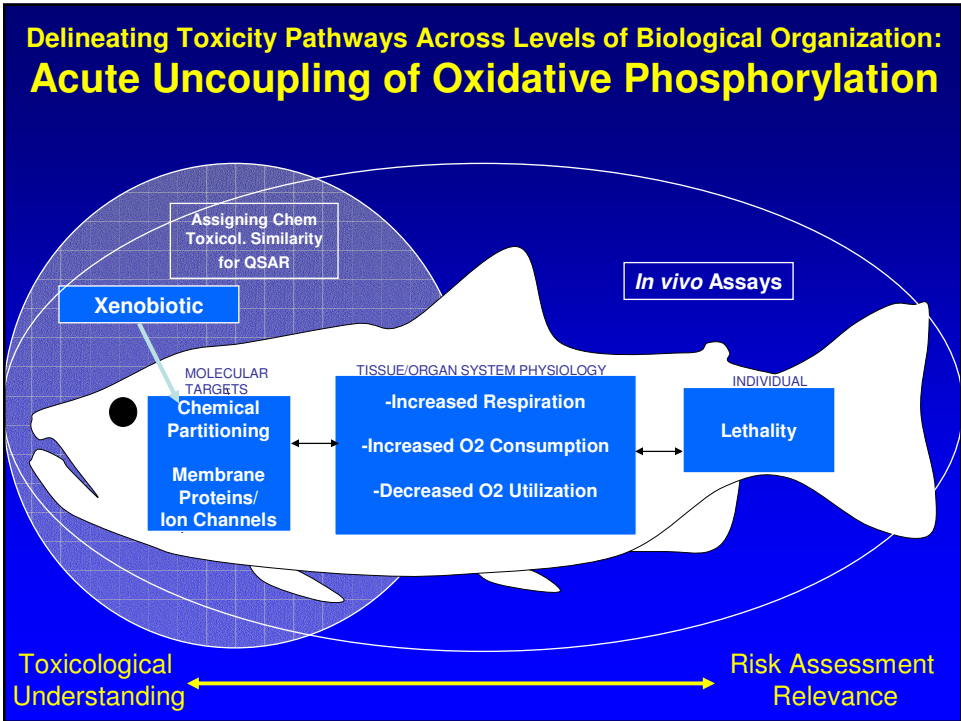 Delineating Toxicity Pathways Across Levels of Biological Organization:
Acute Uncoupling of Oxidative Phosphorylation
Assigning Chem
Toxicol. Similarity
for QSAR
In vivo Assays
Xenobiotic
MOLECULAR
TARGETS
Chemical
Partitioning
Membrane
Proteins/
Ion Channels
TISSUE/ORGAN SYSTEM PHYSIOLOGY
-Increased Respiration
-Increased O2 Consumption
-Decreased O2 Utilization
INDIVIDUAL
Lethality
Toxicological
Understanding
Risk Assessment
Relevance